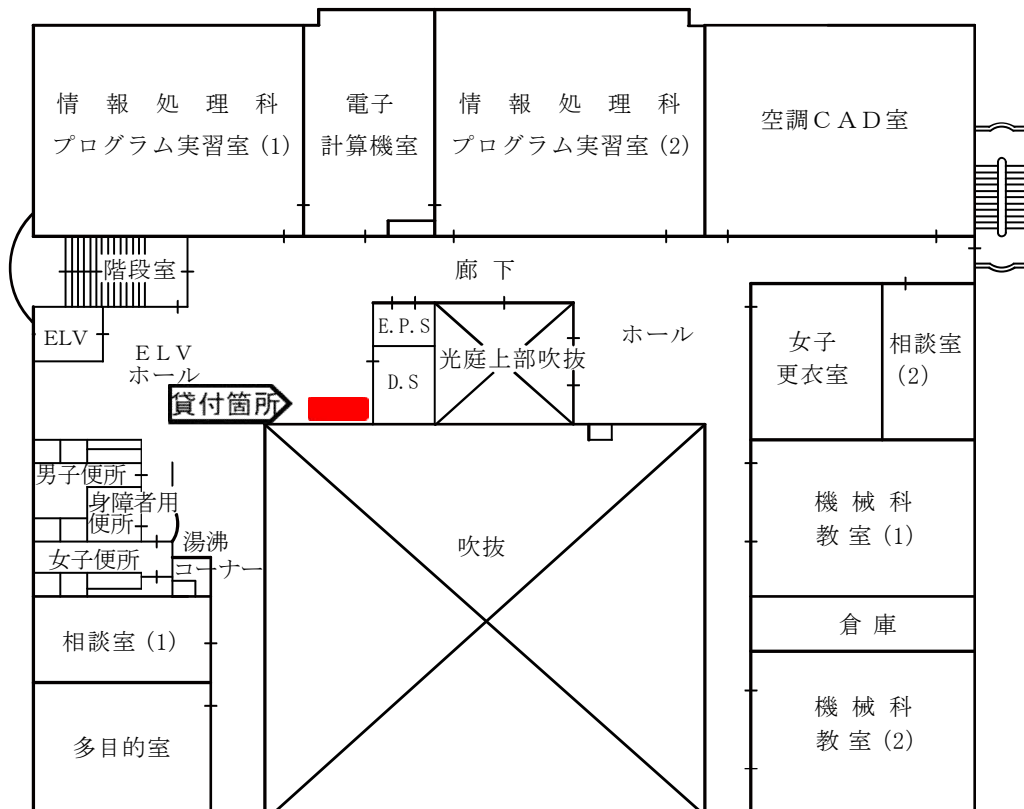 情報処理科
プログラム実習室(1)
電子
計算機室
情報処理科
プログラム実習室(2)
空調CAD室
階段室
廊下
ELV
ELV
ホール
E.P.S
D.S
光庭上部吹抜
ホール
女子
更衣室
相談室
(2)
貸付箇所
男子便所
身障者用
便所
女子便所
湯沸
コーナー
吹抜
機械科
教室(1)
倉庫
相談室(1)
機械科
教室(2)
多目的室